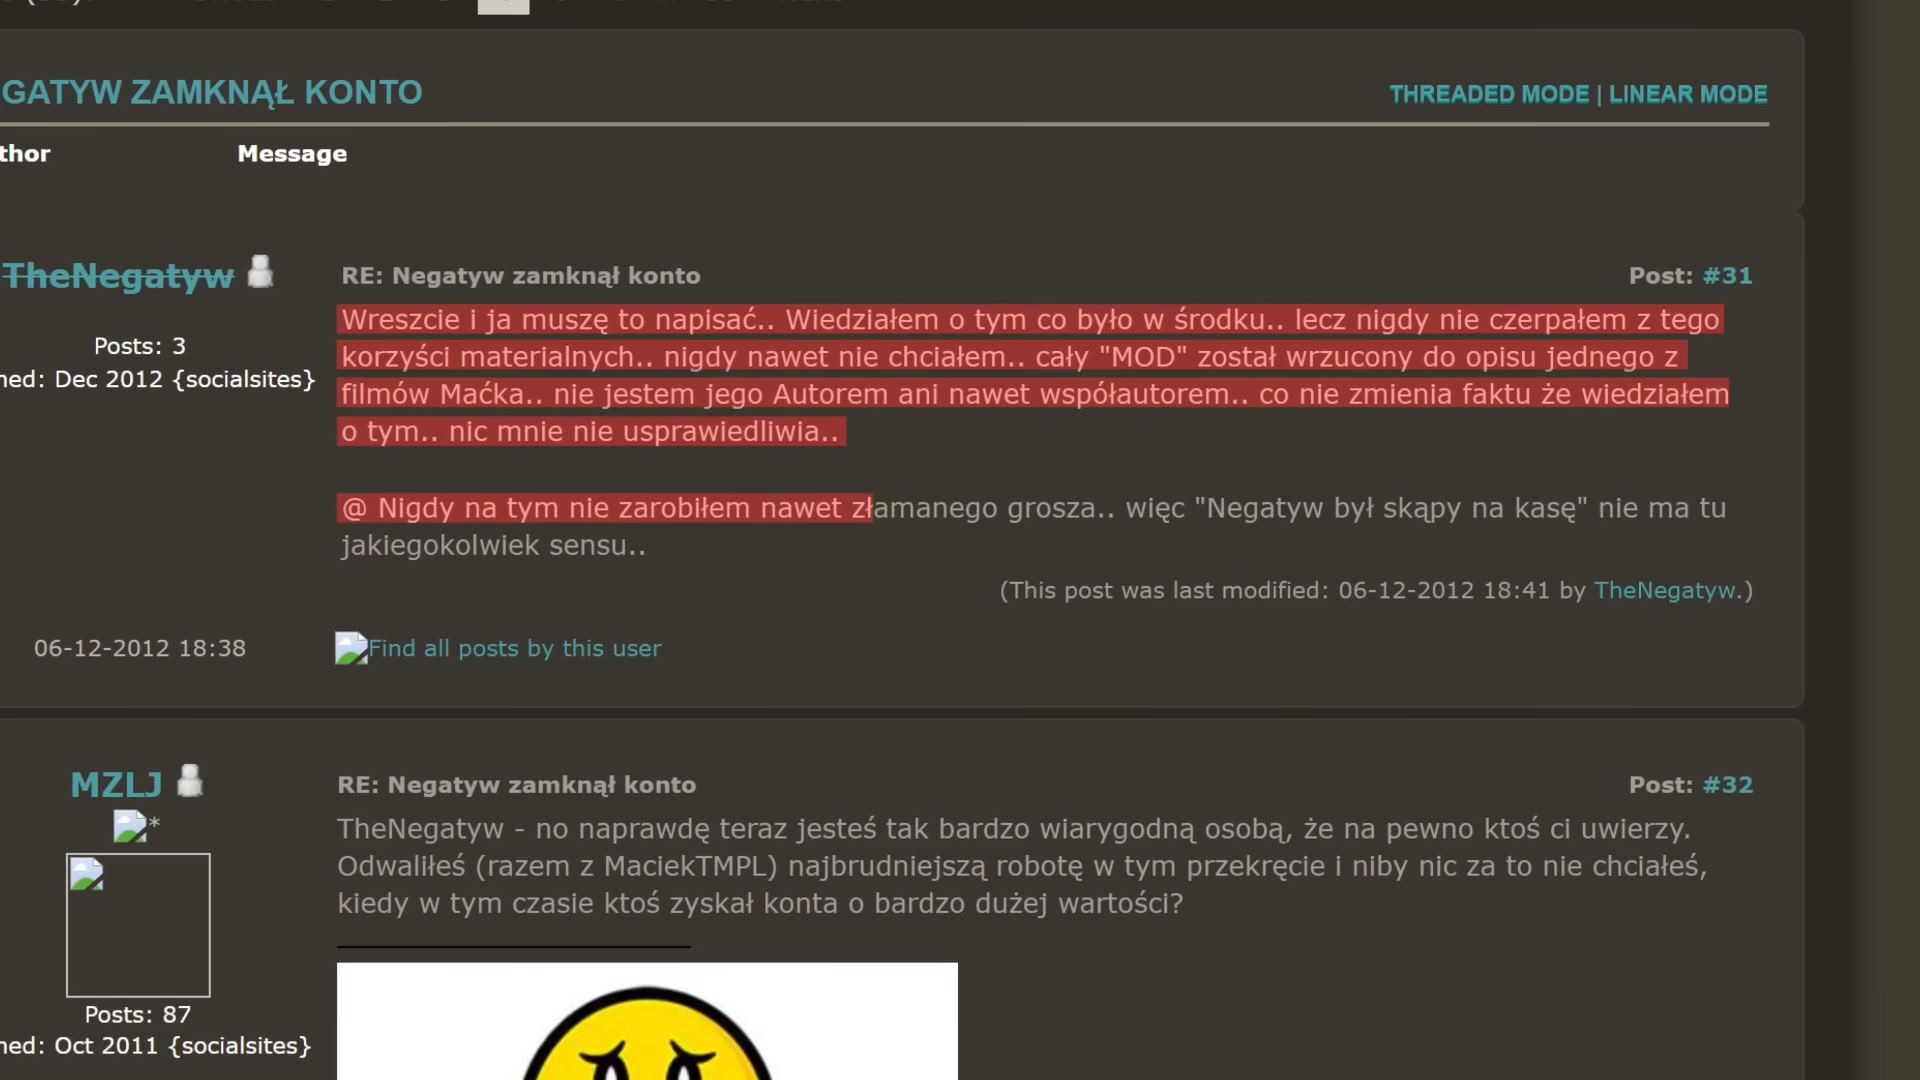 GATYW ZAMKNĄŁ KONTO
THREADED MODE | LINEAR MODE
thor
Message
TheNegatyw
RE: Negatyw zamknął konto
Post: #31
Posts: 3
ned: Dec 2012 {socialsites}
Wreszcie i ja muszę to napisać.. Wiedziałem o tym co było w środku.. lecz nigdy nie czerpałem z tego
korzyści materialnych.. nigdy nawet nie chciałem.. cały "MOD" został wrzucony do opisu jednego z
filmów Maćka.. nie jestem jego Autorem ani nawet współautorem.. co nie zmienia faktu że wiedziałem
o tym.. nic mnie nie usprawiedliwia..
@ Nigdy na tym nie zarobiłem nawet złamanego grosza.. więc "Negatyw był skąpy na kasę" nie ma tu
jakiegokolwiek sensu..
(This post was last modified: 06-12-2012 18:41 by TheNegatyw.)
06-12-2012 18:38
Find all posts by this user
MZLJ
*
RE: Negatyw zamknął konto
Post: #32
TheNegatyw - no naprawdę teraz jesteś tak bardzo wiarygodną osobą, że na pewno ktoś ci uwierzy.
Odwaliłeś (razem z MaciekTMPL) najbrudniejszą robotę w tym przekręcie i niby nic za to nie chciałeś,
kiedy w tym czasie ktoś zyskał konta o bardzo dużej wartości?
Posts: 87
ned: Oct 2011 {socialsites}